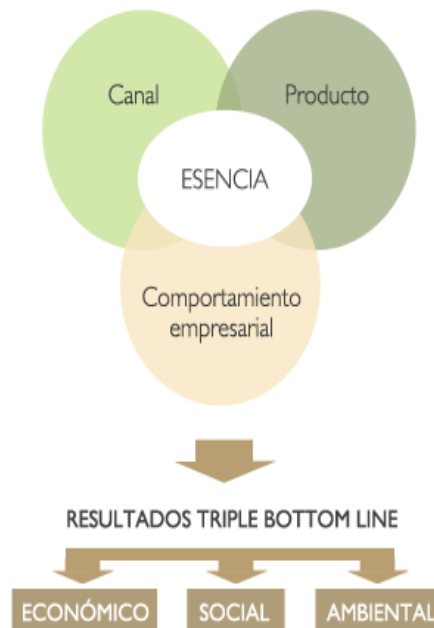 Canal
Producto
ESENCIA
Comportamiento
empresarial
RESULTADOS TRIPLE BOTTOM LINE
ECONÓMICO
SOCIAL
AMBIENTAL